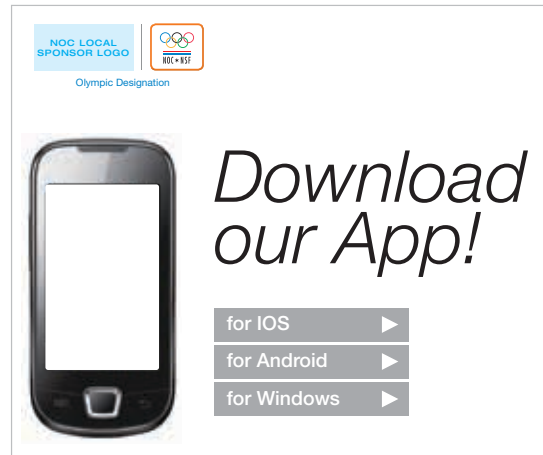 NOC LOCAL
SPONSOR LOGO
NOC★NSF
Olympic Designation
Download
our App!
for IOS
for Android
for Windows